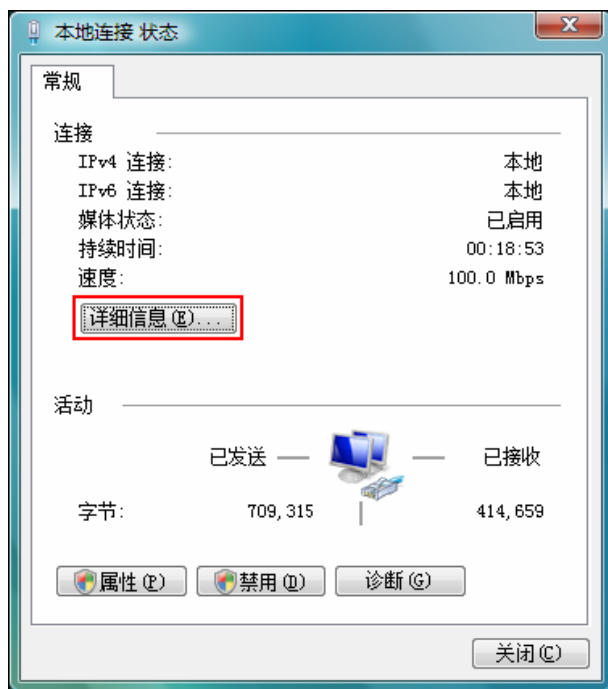 本地连接 状态
常规
连接
IPv4 连接: 本地
IPv6 连接: 本地
媒体状态: 已启用
持续时间: 00:18:53
速度: 100.0 Mbps
详细信息(E)...
活动
已发送 — — 已接收
字节: 709,315 414,659
属性(P) 禁用(D) 诊断(G)
关闭(C)